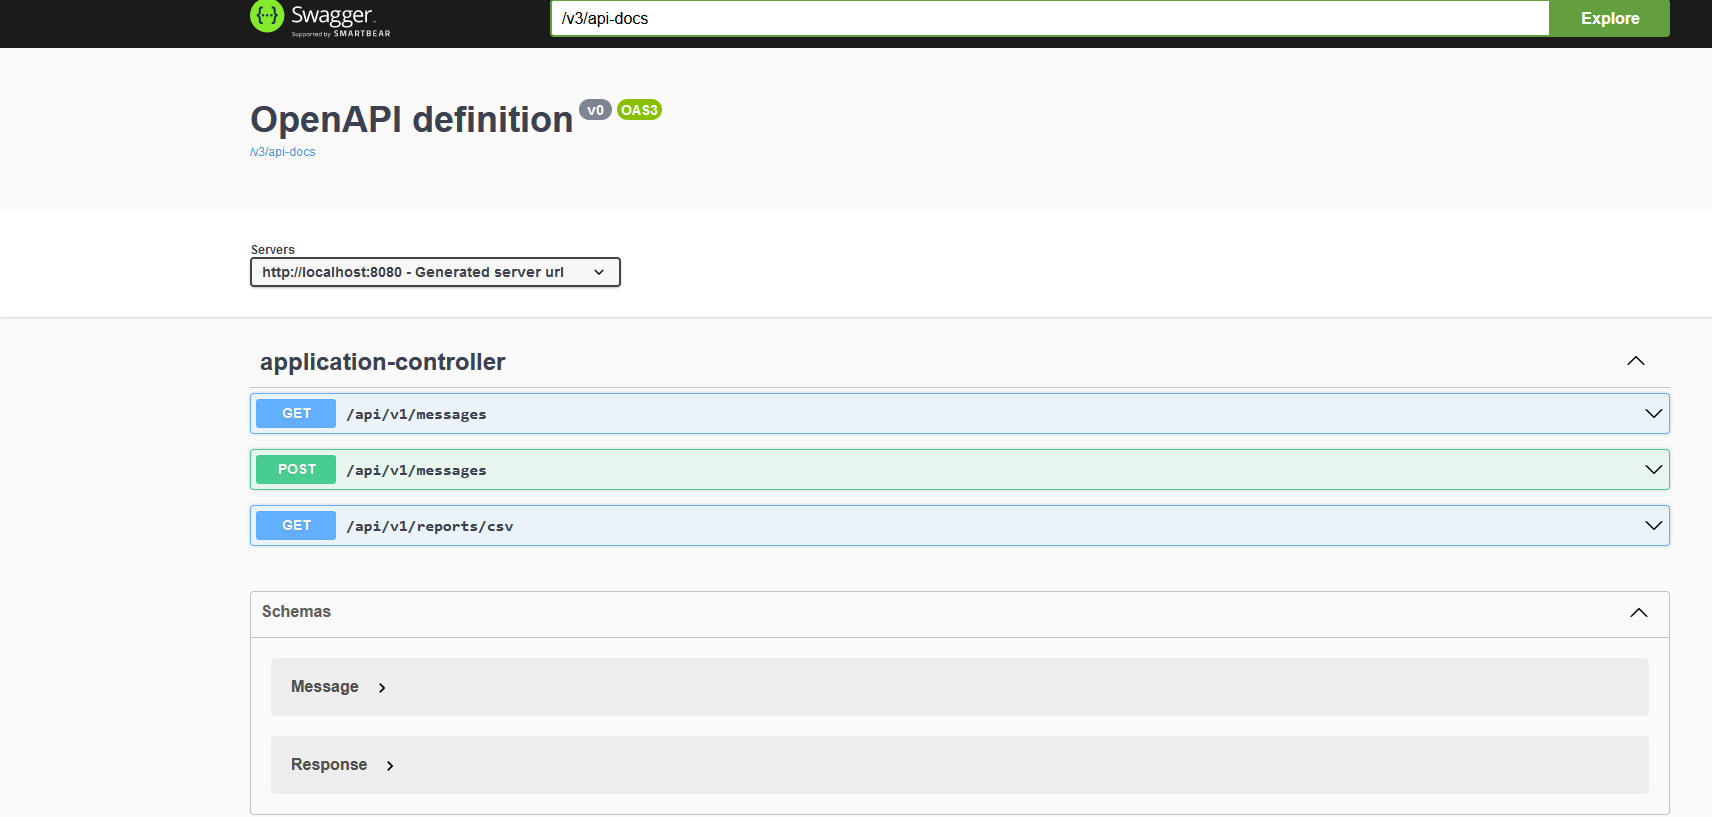 Swagger
Supported by SMARTBEAR
/v3/api-docs
Explore
OpenAPI definition v0 OAS3
/v3/api-docs
Servers
http://localhost:8080 - Generated server url
application-controller
GET /api/v1/messages
POST /api/v1/messages
GET /api/v1/reports/csv
Schemas
Message
Response